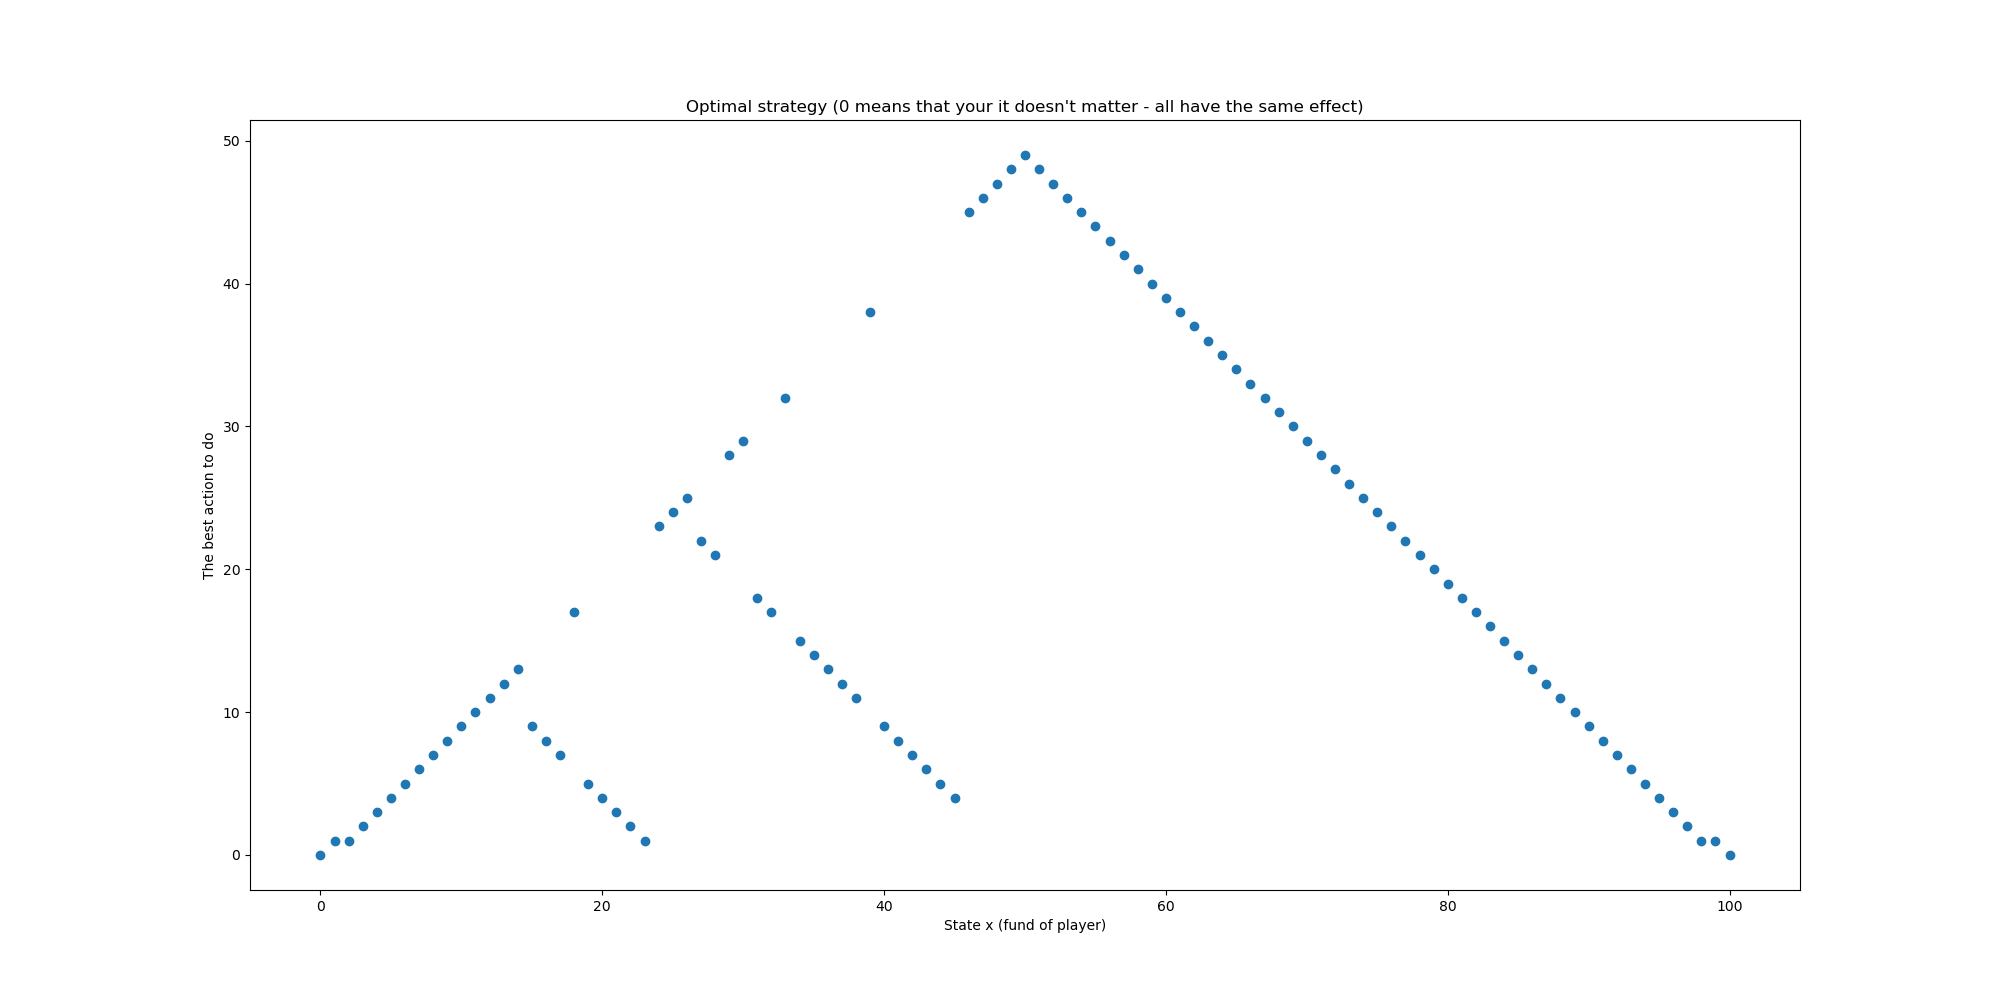 Optimal strategy (0 means that your it doesn't matter - all have the same effect)
50
40
30
20
10
0
The best action to do
0 20 40 60 80 100
State x (fund of player)